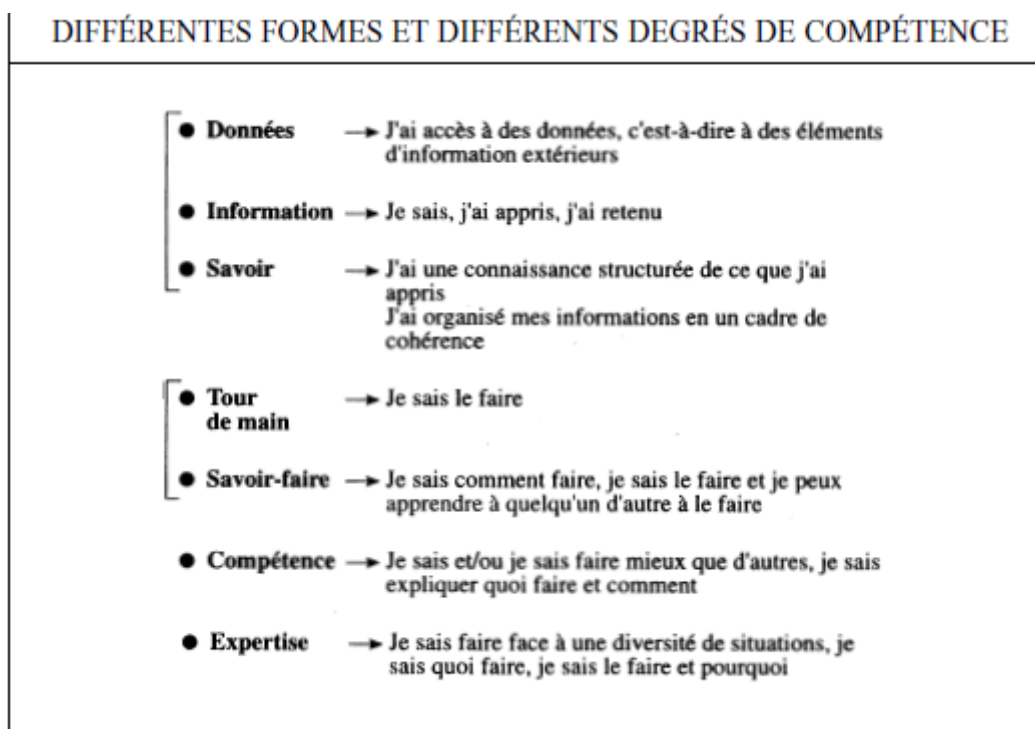 DIFFÉRENTES FORMES ET DIFFÉRENTS DEGRÉS DE COMPÉTENCE
● Données → J'ai accès à des données, c'est-à-dire à des éléments
d'information extérieurs
● Information → Je sais, j'ai appris, j'ai retenu
● Savoir → J'ai une connaissance structurée de ce que j'ai
appris
J'ai organisé mes informations en un cadre de
cohérence
● Tour → Je sais le faire
de main
● Savoir-faire → Je sais comment faire, je sais le faire et je peux
apprendre à quelqu'un d'autre à le faire
● Compétence → Je sais et/ou je sais faire mieux que d'autres, je sais
expliquer quoi faire et comment
● Expertise → Je sais faire face à une diversité de situations, je
sais quoi faire, je sais le faire et pourquoi